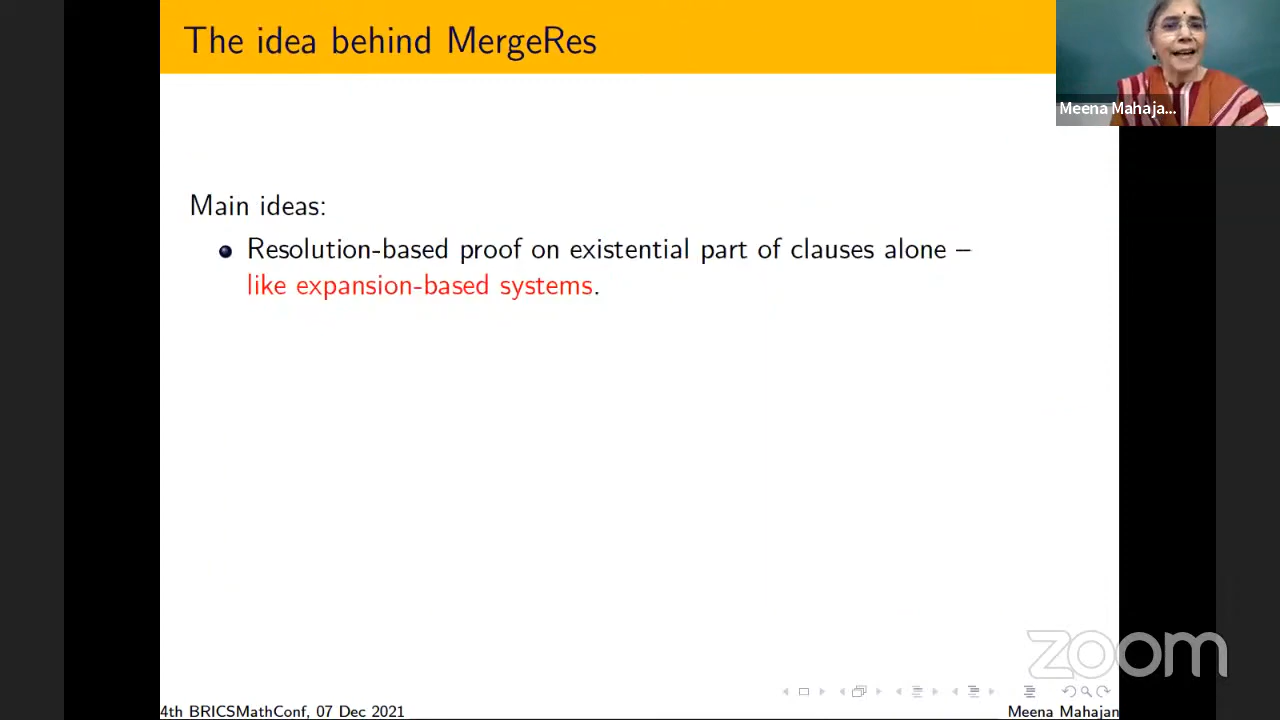 The idea behind MergeRes
Meena Mahaja...
Main ideas:
Resolution-based proof on existential part of clauses alone –
like expansion-based systems.
zoom
4th BRICSMathConf, 07 Dec 2021
Meena Mahajan